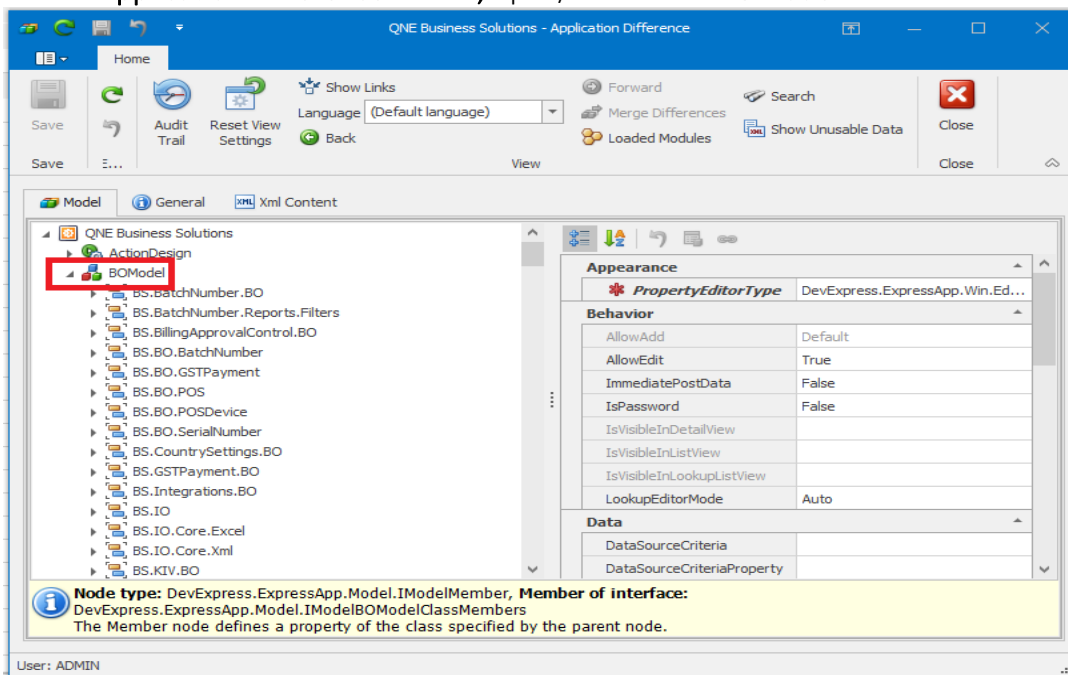 QNE Business Solutions - Application Difference
Home
Save
Audit Trail
Reset View Settings
Show Links
Language (Default language)
Back
Forward
Merge Differences
Loaded Modules
Search
Show Unusable Data
Close
Save
E...
View
Close
Model
General
XML Xml Content
QNE Business Solutions
ActionDesign
BOModel
BS.BatchNumber.BO
BS.BatchNumber.Reports.Filters
BS.BillingApprovalControl.BO
BS.BO.BatchNumber
BS.BO.GSTPayment
BS.BO.POS
BS.BO.POSDevice
BS.BO.SerialNumber
BS.CountrySettings.BO
BS.GSTPayment.BO
BS.Integrations.BO
BS.IO
BS.IO.Core.Excel
BS.IO.Core.Xml
BS.KIV.BO
Appearance
PropertyEditorType DevExpress.ExpressApp.Win.Ed...
Behavior
AllowAdd Default
AllowEdit True
ImmediatePostData False
IsPassword False
IsVisibleInDetailView
IsVisibleInListView
IsVisibleInLookupListView
LookupEditorMode Auto
Data
DataSourceCriteria
DataSourceCriteriaProperty
Node type: DevExpress.ExpressApp.Model.IModelMember, Member of interface:
DevExpress.ExpressApp.Model.IModelBOModelClassMembers
The Member node defines a property of the class specified by the parent node.
User: ADMIN